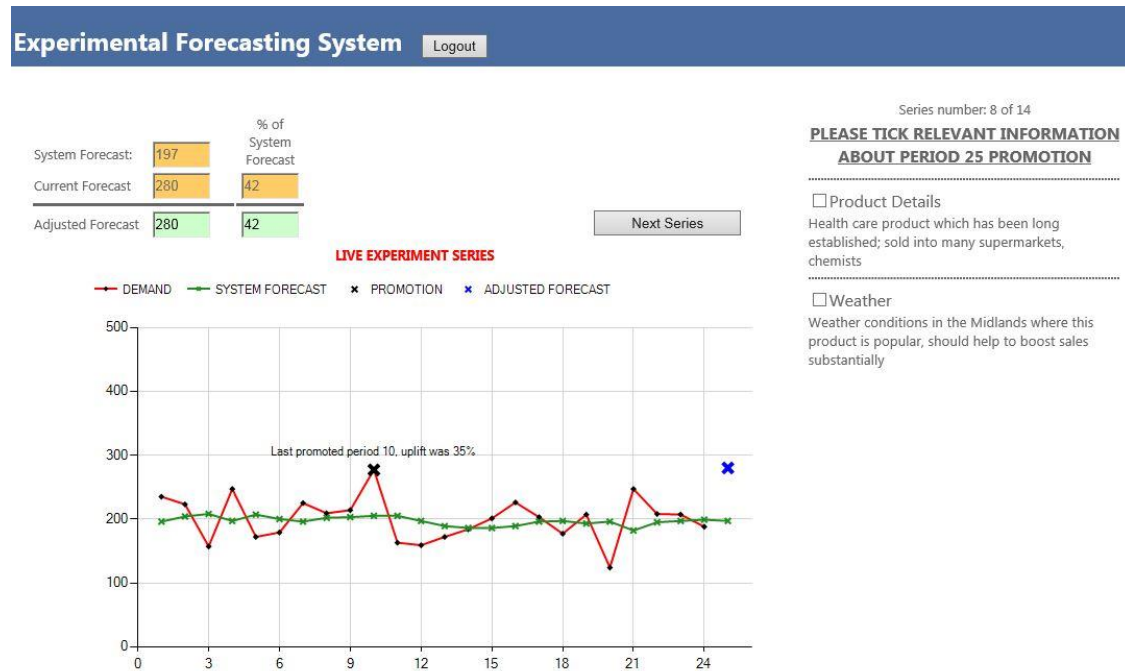 Experimental Forecasting System Logout
Series number: 8 of 14
PLEASE TICK RELEVANT INFORMATION
ABOUT PERIOD 25 PROMOTION
% of
System
Forecast
System Forecast: 197
Current Forecast 280 42
Adjusted Forecast 280 42
Next Series
Product Details
Health care product which has been long
established; sold into many supermarkets,
chemists
Weather
Weather conditions in the Midlands where this
product is popular, should help to boost sales
substantially
LIVE EXPERIMENT SERIES
DEMAND SYSTEM FORECAST PROMOTION ADJUSTED FORECAST
500
400
300
Last promoted period 10, uplift was 35%
200
100
0
0 3 6 9 12 15 18 21 24